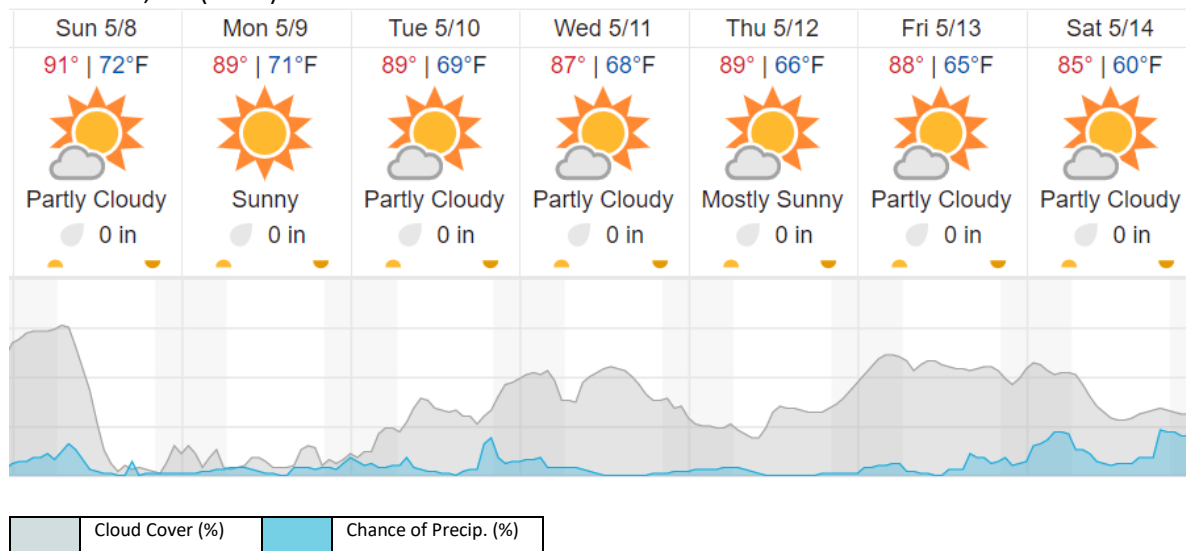 Sun 5/8 Mon 5/9 Tue 5/10 Wed 5/11 Thu 5/12 Fri 5/13 Sat 5/14
91° | 72°F 89° | 71°F 89° | 69°F 87° | 68°F 89° | 66°F 88° | 65°F 85° | 60°F
Partly Cloudy Sunny Partly Cloudy Partly Cloudy Mostly Sunny Partly Cloudy Partly Cloudy
0 in 0 in 0 in 0 in 0 in 0 in 0 in
Cloud Cover (%) Chance of Precip. (%)